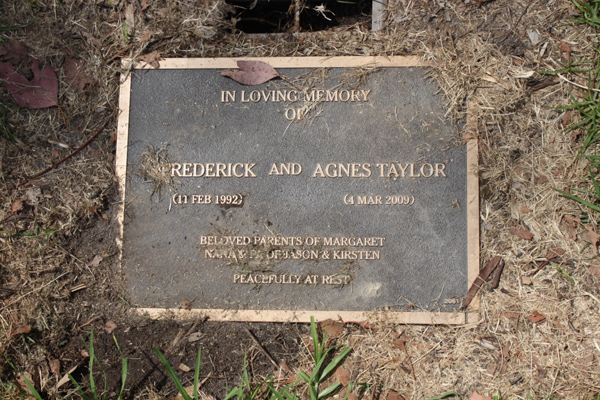 IN LOVING MEMORY
OF
FREDERICK AND AGNES TAYLOR
(11 FEB 1992) (4 MAR 2009)
BELOVED PARENTS OF MARGARET
NANA & PA OF JASON & KIRSTEN
PEACEFULLY AT REST